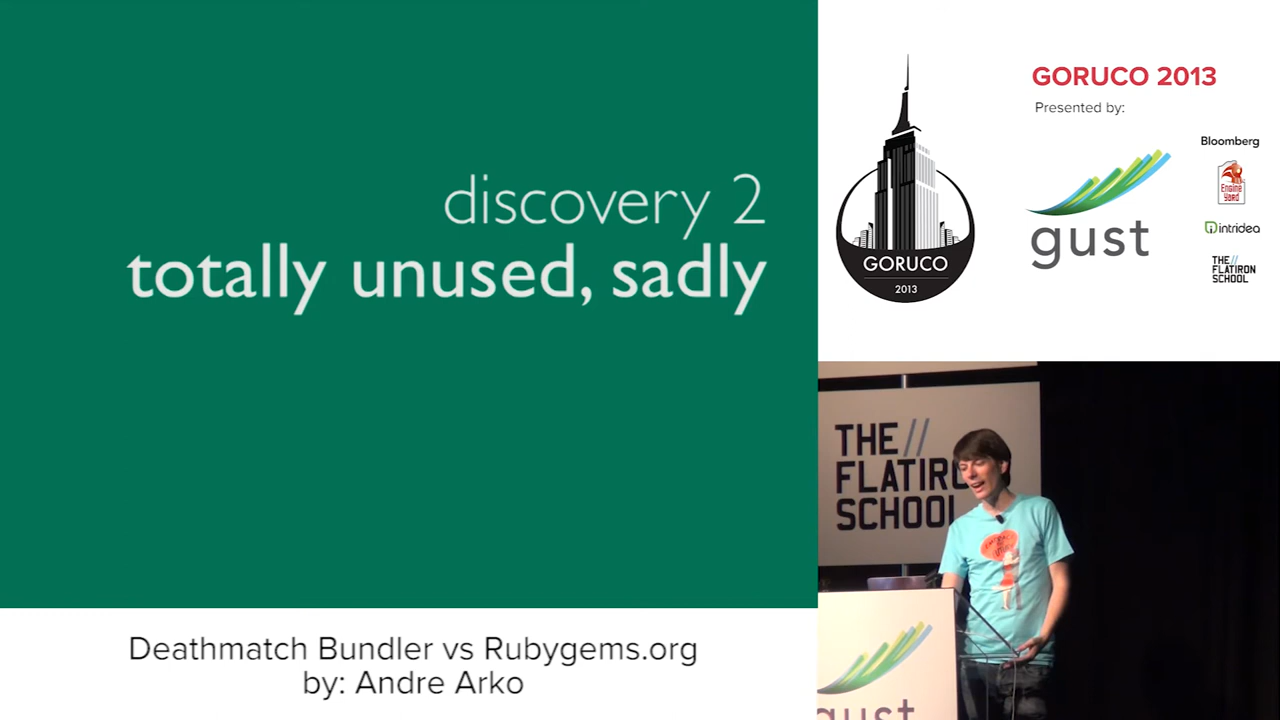 discovery 2
totally unused, sadly
Deathmatch Bundler vs Rubygems.org
by: Andre Arko
GORUCO 2013
Presented by:
GORUCO
2013
gust
Bloomberg
Engine
Yard
intridea
THE//
FLATIRON
SCHOOL
THE//
SCHOOL
gust